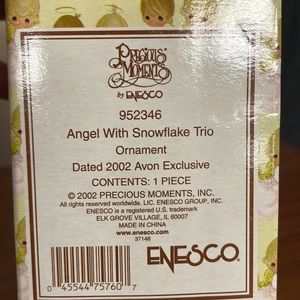 PRECIOUS
MOMENTS
by ENESCO
952346
Angel With Snowflake Trio
Ornament
Dated 2002 Avon Exclusive
CONTENTS: 1 PIECE
© 2002 PRECIOUS MOMENTS, INC.
All rights reserved worldwide, LIC. ENESCO GROUP, INC.
ENESCO is a registered U.S. trademark
ELK GROVE VILLAGE, IL 60007
MADE IN CHINA
www.enesco.com
37148
0 45544 75760 7
ENESCO